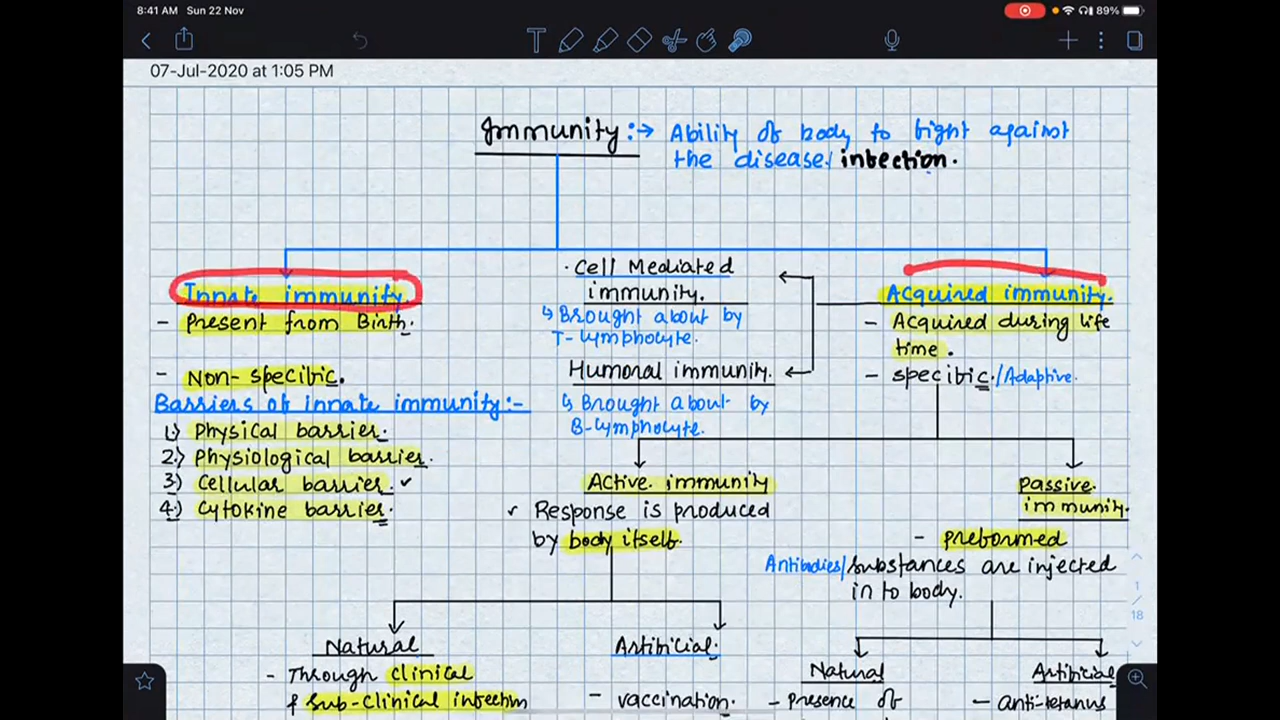 8:41 AM Sun 22 Nov
89%
07-Jul-2020 at 1:05 PM
Immunity :→ Ability of body to fight against
the disease/ infection.
Innate immunity
- Present from Birth.
- Non-specific.
Barriers of innate immunity:-
1.) Physical barrier.
2.) Physiological barrier.
3) Cellular barrier. ✓
4.) Cytokine barrier.
· Cell Mediated
immunity.
↳ Brought about by
T-Lympholyte.
Humoral immunity.
↳ Brought about by
B-Lympholyte.
Acquired immunity.
- Acquired during life
time.
- specific./Adaptive.
Active immunity
✓ Response is produced
by body itself.
passive
immunity.
- preformed
Antibodies/substances are injected
in to body.
Natural
- Through clinical
& Sub-clinical infection
Artificial.
- vaccination.
Natural
- presence of
Artificial
- anti-tetanus
1
/
18